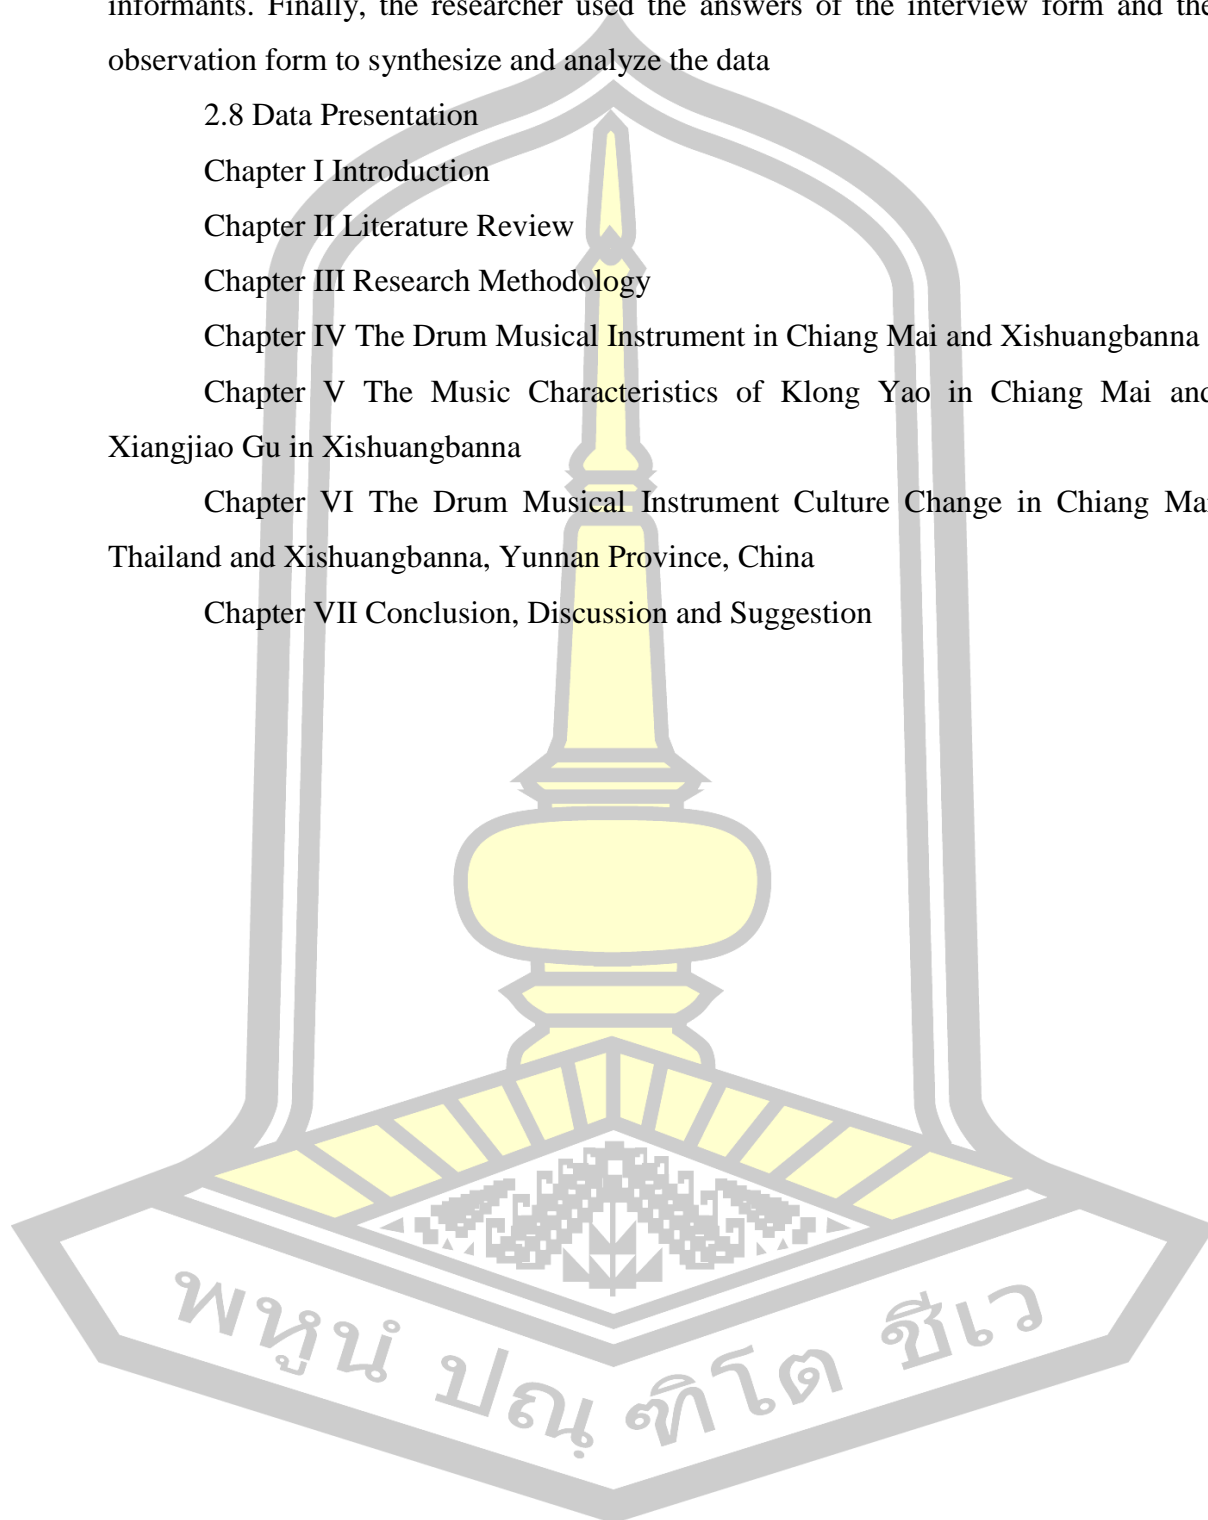 informants. Finally, the researcher used the answers of the interview form and the
observation form to synthesize and analyze the data
2.8 Data Presentation
Chapter I Introduction
Chapter II Literature Review
Chapter III Research Methodology
Chapter IV The Drum Musical Instrument in Chiang Mai and Xishuangbanna
Chapter V The Music Characteristics of Klong Yao in Chiang Mai and
Xiangjiao Gu in Xishuangbanna
Chapter VI The Drum Musical Instrument Culture Change in Chiang Mai
Thailand and Xishuangbanna, Yunnan Province, China
Chapter VII Conclusion, Discussion and Suggestion
พหูนํ ปณฺฑิโต ชีเว